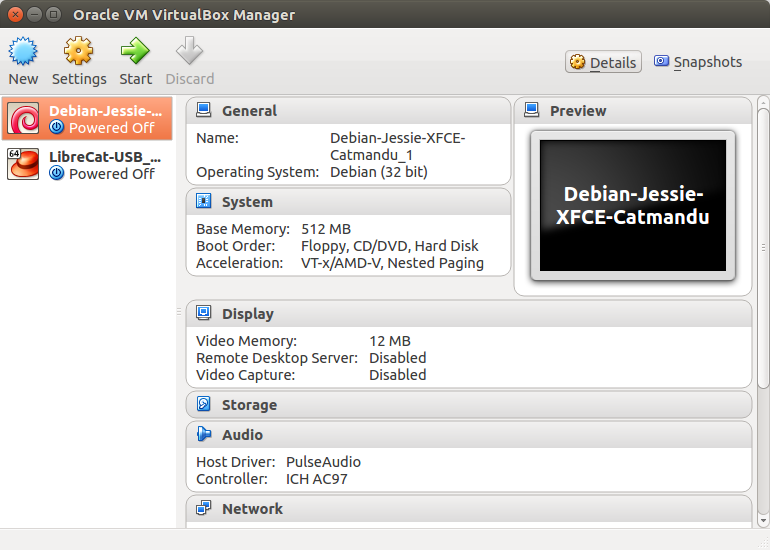 Oracle VM VirtualBox Manager
New Settings Start Discard
Details Snapshots
Debian-Jessie-...
Powered Off
64
LibreCat-USB_...
Powered Off
General
Name: Debian-Jessie-XFCE-
Catmandu_1
Operating System: Debian (32 bit)
Preview
Debian-Jessie-
XFCE-Catmandu
System
Base Memory: 512 MB
Boot Order: Floppy, CD/DVD, Hard Disk
Acceleration: VT-x/AMD-V, Nested Paging
Display
Video Memory: 12 MB
Remote Desktop Server: Disabled
Video Capture: Disabled
Storage
Audio
Host Driver: PulseAudio
Controller: ICH AC97
Network